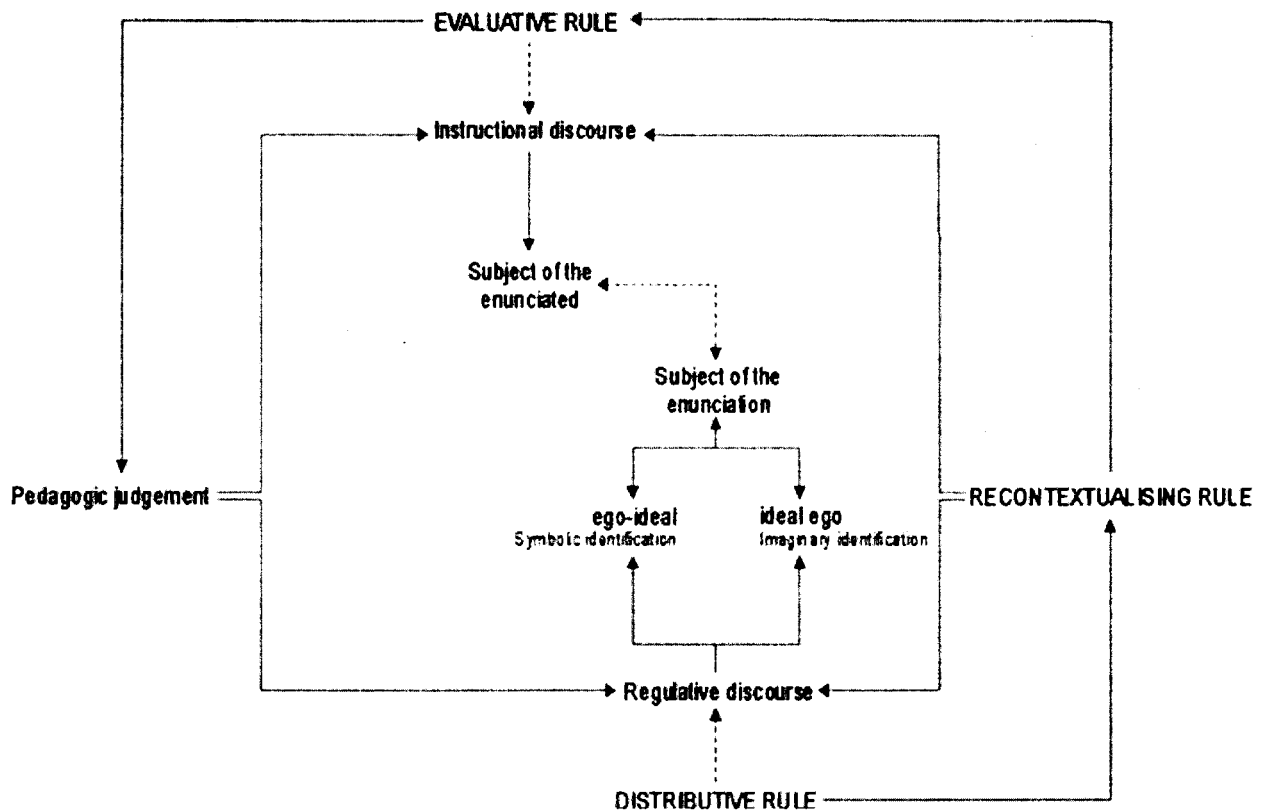 EVALUATIVE RULE
Instructional discourse
Subject of the
enunciated
Subject of the
enunciation
Pedagogic judgement
RECONTEXTUALISING RULE
ego-ideal
Symbolic identification
ideal ego
Imaginary identification
Regulative discourse
DISTRIBUTIVE RULE